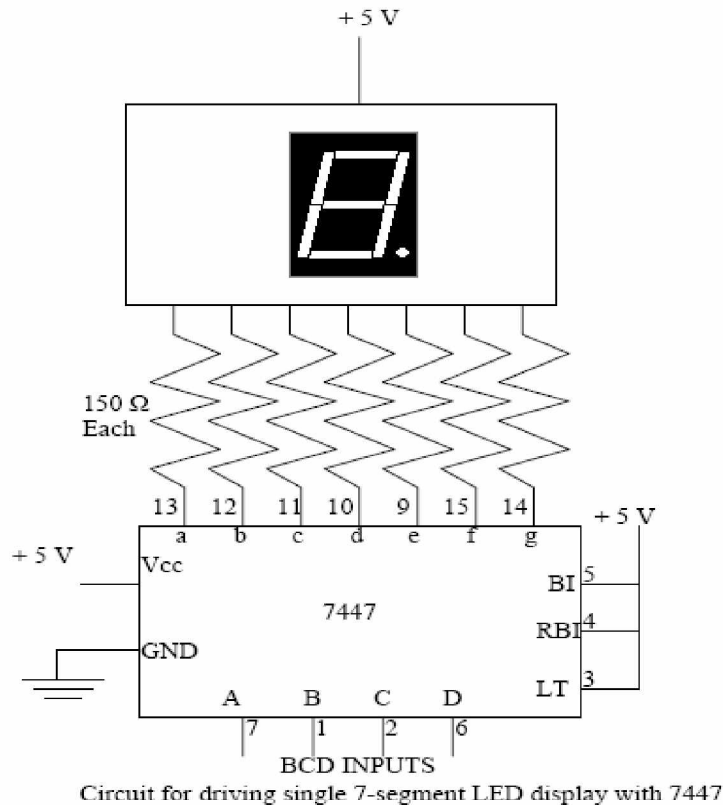 + 5 V
150 Ω
Each
13 12 11 10 9 15 14
a b c d e f g
+ 5 V
+ 5 V
Vcc
BI 5
7447
RBI 4
GND
LT 3
A B C D
7 1 2 6
BCD INPUTS
Circuit for driving single 7-segment LED display with 7447